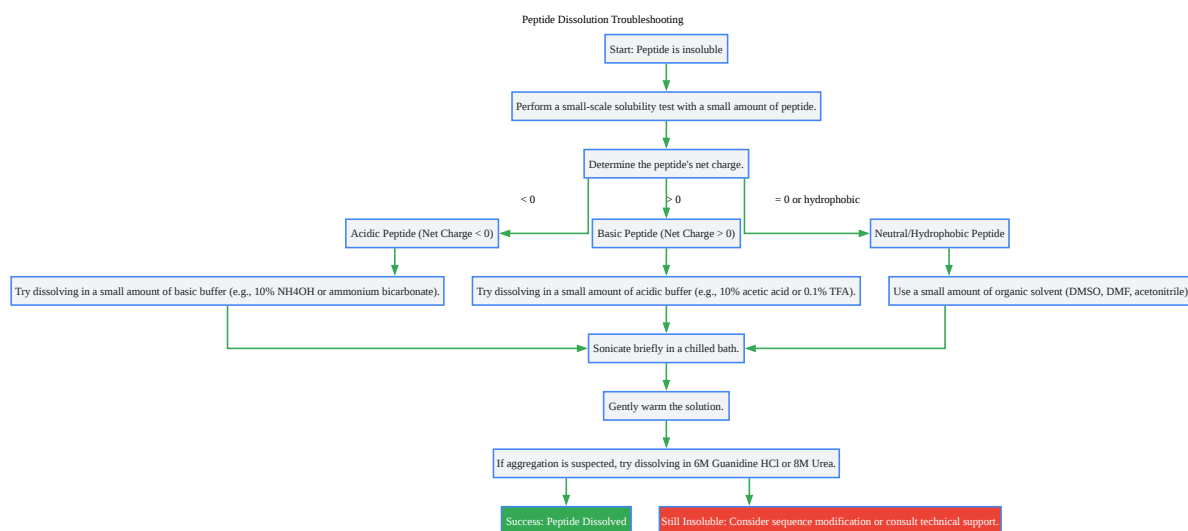 Peptide Dissolution Troubleshooting
Start: Peptide is insoluble
Perform a small-scale solubility test with a small amount of peptide.
Determine the peptide's net charge.
< 0
> 0
= 0 or hydrophobic
Acidic Peptide (Net Charge < 0)
Basic Peptide (Net Charge > 0)
Neutral/Hydrophobic Peptide
Try dissolving in a small amount of basic buffer (e.g., 10% NH4OH or ammonium bicarbonate).
Try dissolving in a small amount of acidic buffer (e.g., 10% acetic acid or 0.1% TFA).
Use a small amount of organic solvent (DMSO, DMF, acetonitrile)
Sonicate briefly in a chilled bath.
Gently warm the solution.
If aggregation is suspected, try dissolving in 6M Guanidine HCl or 8M Urea.
Success: Peptide Dissolved
Still Insoluble: Consider sequence modification or consult technical support.